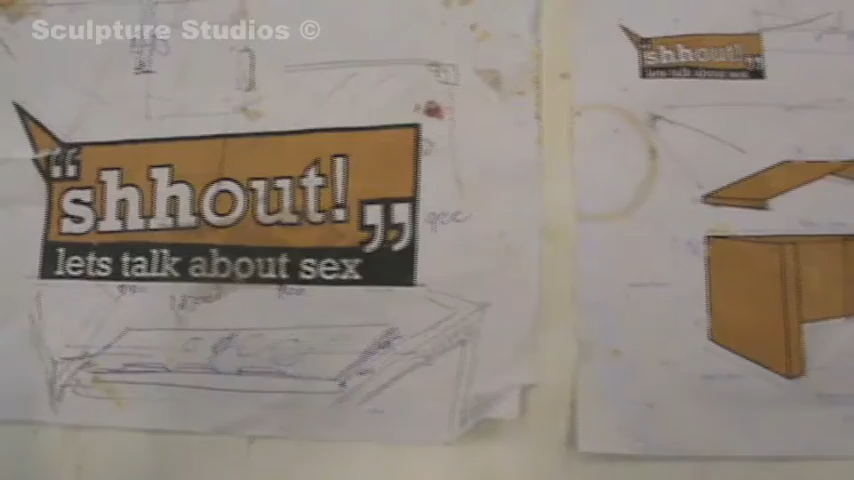 Sculpture Studios ©
“shhout!”
lets talk about sex
“shhout!”
lets talk about sex